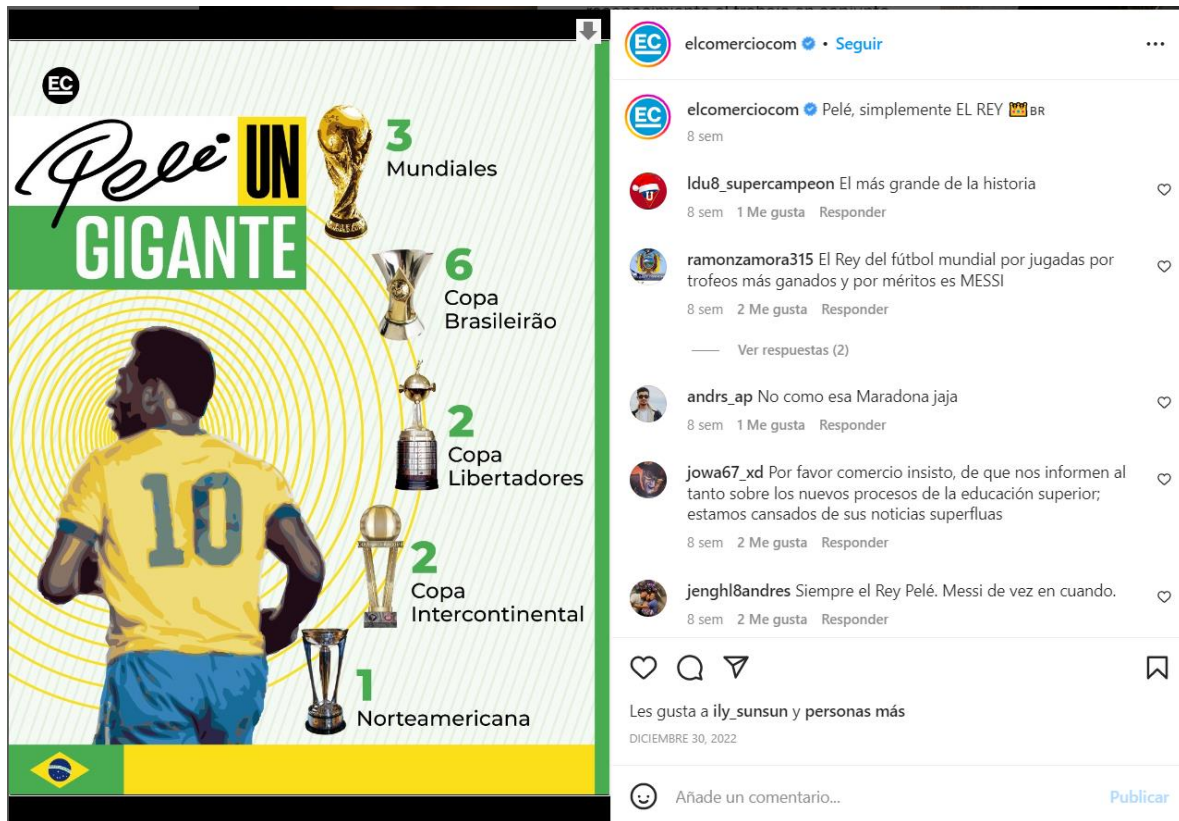 EC
Pelé UN
GIGANTE
3
Mundiales
6
Copa
Brasileirão
2
Copa
Libertadores
2
Copa
Intercontinental
1
Norteamericana
10
EC
elcomerciocom • Seguir
EC
elcomerciocom Pelé, simplemente EL REY 👑 BR
8 sem
ldu8_supercampeon El más grande de la historia
8 sem 1 Me gusta Responder
ramonzamora315 El Rey del fútbol mundial por jugadas por
trofeos más ganados y por méritos es MESSI
8 sem 2 Me gusta Responder
Ver respuestas (2)
andrs_ap No como esa Maradona jaja
8 sem 1 Me gusta Responder
jowa67_xd Por favor comercio insisto, de que nos informen al
tanto sobre los nuevos procesos de la educación superior;
estamos cansados de sus noticias superfluas
8 sem 2 Me gusta Responder
jenghl8andres Siempre el Rey Pelé. Messi de vez en cuando.
8 sem 2 Me gusta Responder
Les gusta a ily_sunsun y personas más
DICIEMBRE 30, 2022
Añade un comentario...
Publicar